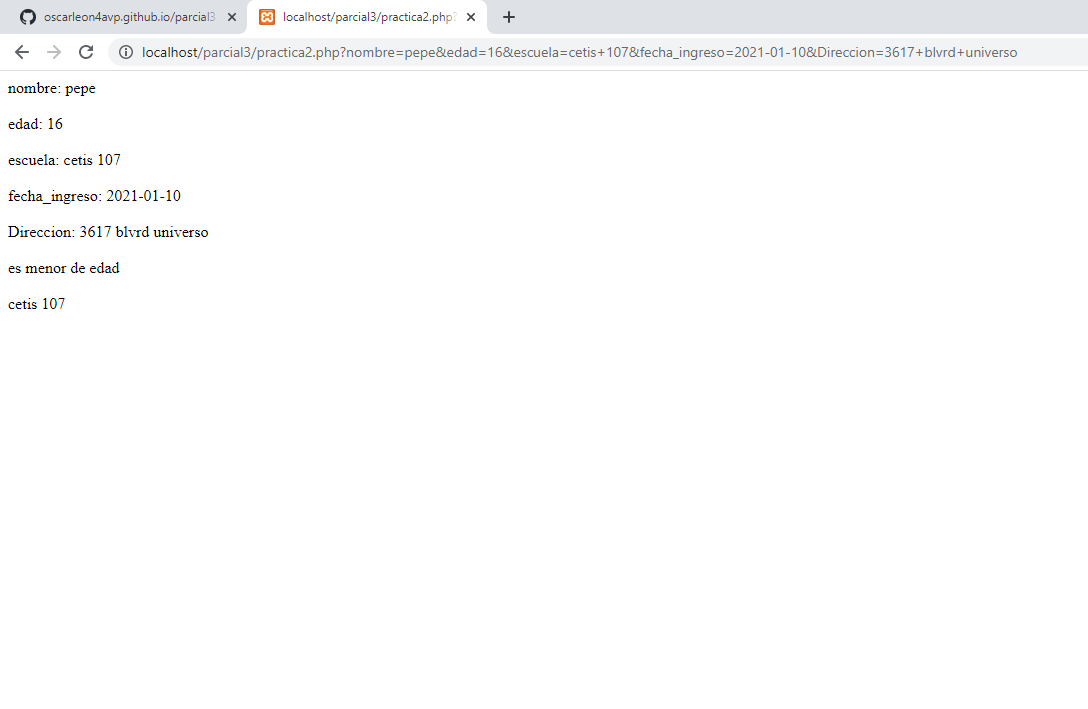 oscarleon4avp.github.io/parcial3
localhost/parcial3/practica2.php?
localhost/parcial3/practica2.php?nombre=pepe&edad=16&escuela=cetis+107&fecha_ingreso=2021-01-10&Direccion=3617+blvrd+universo
nombre: pepe
edad: 16
escuela: cetis 107
fecha_ingreso: 2021-01-10
Direccion: 3617 blvrd universo
es menor de edad
cetis 107